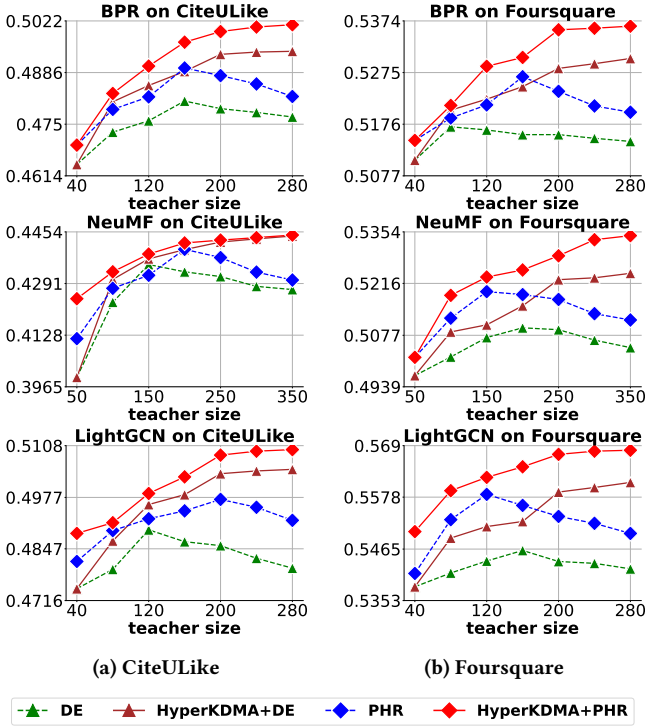 BPR on CiteULike
0.5022
0.4886
0.475
0.4614
40 120 200 280
teacher size
BPR on Foursquare
0.5374
0.5275
0.5176
0.5077
40 120 200 280
teacher size
NeuMF on CiteULike
0.4454
0.4291
0.4128
0.3965
50 150 250 350
teacher size
NeuMF on Foursquare
0.5354
0.5216
0.5077
0.4939
50 150 250 350
teacher size
LightGCN on CiteULike
0.5108
0.4977
0.4847
0.4716
40 120 200 280
teacher size
LightGCN on Foursquare
0.569
0.5578
0.5465
0.5353
40 120 200 280
teacher size
(a) CiteULike
(b) Foursquare
DE HyperKDMA+DE PHR HyperKDMA+PHR